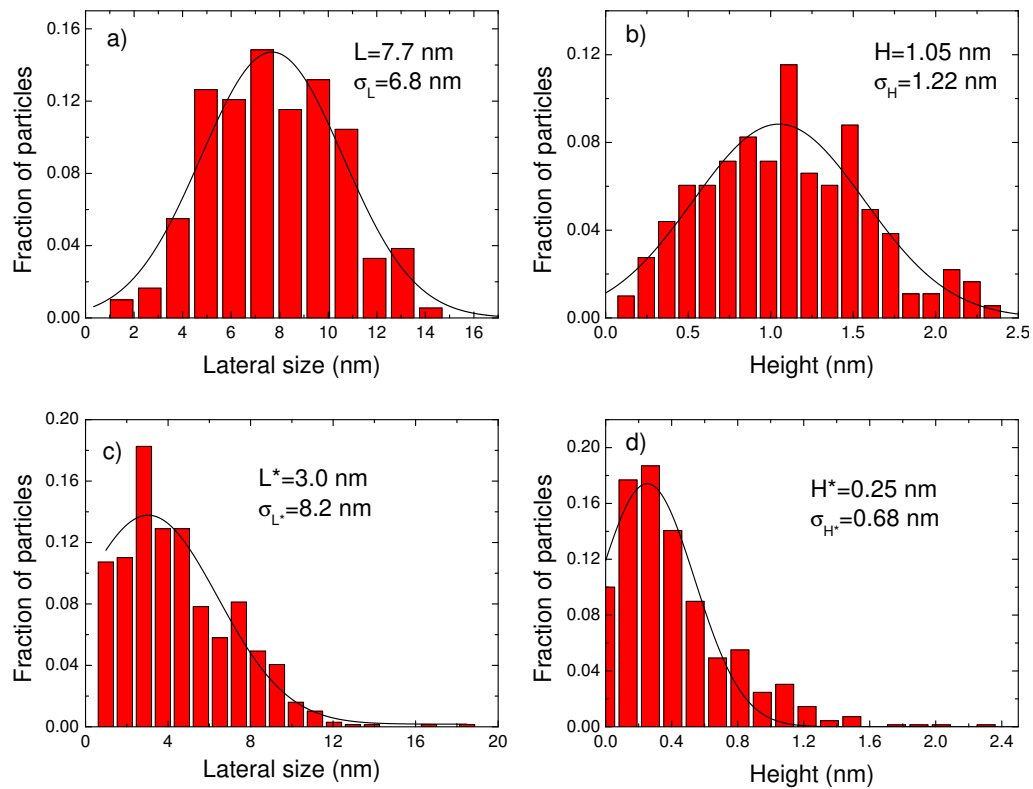 a)
L=7.7 nm
σL=6.8 nm
Fraction of particles
0.16
0.12
0.08
0.04
0.00
0 2 4 6 8 10 12 14 16
Lateral size (nm)
b)
H=1.05 nm
σH=1.22 nm
Fraction of particles
0.12
0.08
0.04
0.00
0.0 0.5 1.0 1.5 2.0 2.5
Height (nm)
c)
L*=3.0 nm
σL*=8.2 nm
Fraction of particles
0.20
0.16
0.12
0.08
0.04
0.00
0 4 8 12 16 20
Lateral size (nm)
d)
H*=0.25 nm
σH*=0.68 nm
Fraction of particles
0.20
0.16
0.12
0.08
0.04
0.00
0.0 0.4 0.8 1.2 1.6 2.0 2.4
Height (nm)